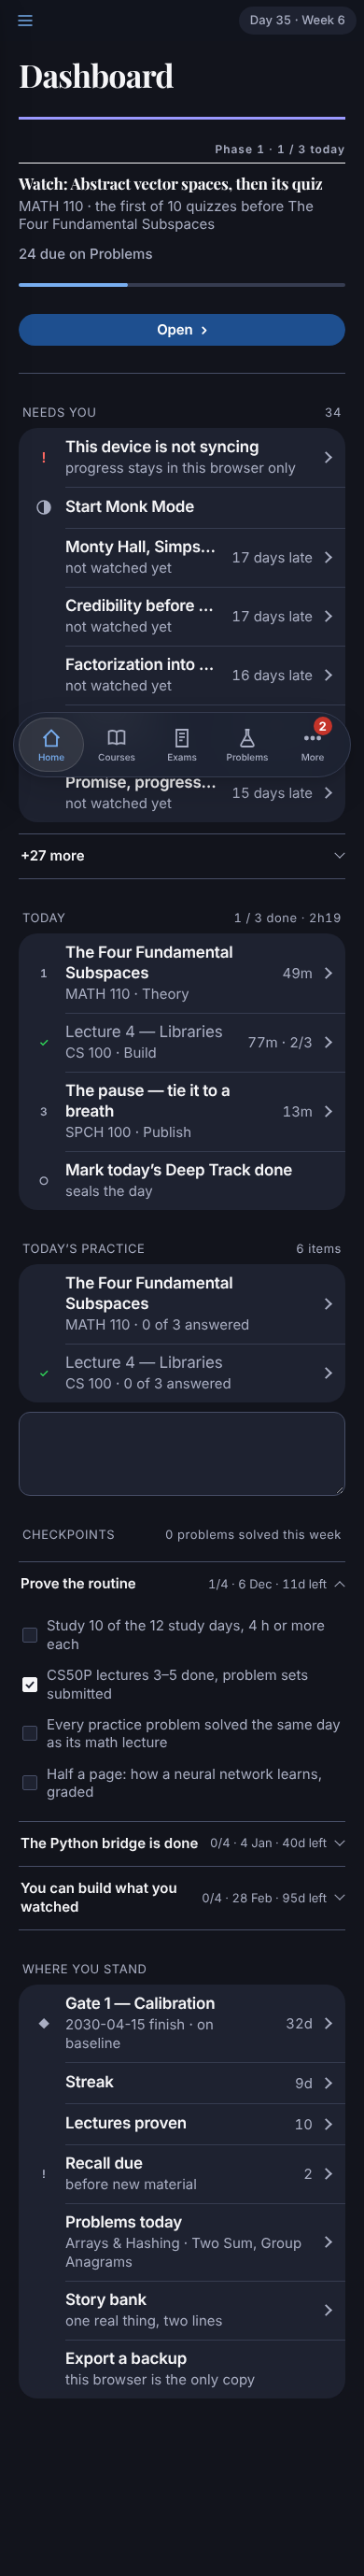 Day 35 · Week 6
Dashboard
Phase 1 · 1 / 3 today
Watch: Abstract vector spaces, then its quiz
MATH 110 · the first of 10 quizzes before The
Four Fundamental Subspaces
24 due on Problems
Open ›
NEEDS YOU 34
! This device is not syncing
progress stays in this browser only
Start Monk Mode
Monty Hall, Simps... 17 days late
not watched yet
Credibility before ... 17 days late
not watched yet
Factorization into ... 16 days late
not watched yet
2
Home Courses Exams Problems More
Promise, progress... 15 days late
not watched yet
+27 more
TODAY 1 / 3 done · 2h19
1 The Four Fundamental
Subspaces 49m
MATH 110 · Theory
✓ Lecture 4 — Libraries 77m · 2/3
CS 100 · Build
3 The pause — tie it to a
breath 13m
SPCH 100 · Publish
Mark today’s Deep Track done
seals the day
TODAY’S PRACTICE 6 items
The Four Fundamental
Subspaces
MATH 110 · 0 of 3 answered
✓ Lecture 4 — Libraries
CS 100 · 0 of 3 answered
CHECKPOINTS 0 problems solved this week
Prove the routine 1/4 · 6 Dec · 11d left
Study 10 of the 12 study days, 4 h or more
each
CS50P lectures 3–5 done, problem sets
submitted
Every practice problem solved the same day
as its math lecture
Half a page: how a neural network learns,
graded
The Python bridge is done 0/4 · 4 Jan · 40d left
You can build what you
watched 0/4 · 28 Feb · 95d left
WHERE YOU STAND
Gate 1 — Calibration
2030-04-15 finish · on
baseline 32d
Streak 9d
Lectures proven 10
! Recall due 2
before new material
Problems today
Arrays & Hashing · Two Sum, Group
Anagrams
Story bank
one real thing, two lines
Export a backup
this browser is the only copy